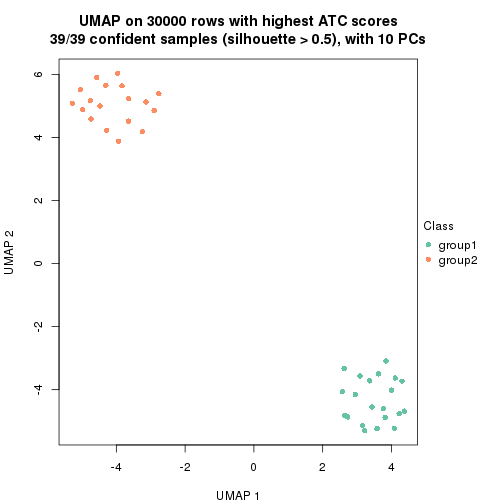 UMAP on 30000 rows with highest ATC scores
39/39 confident samples (silhouette > 0.5), with 10 PCs
6
4
2
0
-2
-4
UMAP 2
-4
-2
0
2
4
UMAP 1
Class
group1
group2